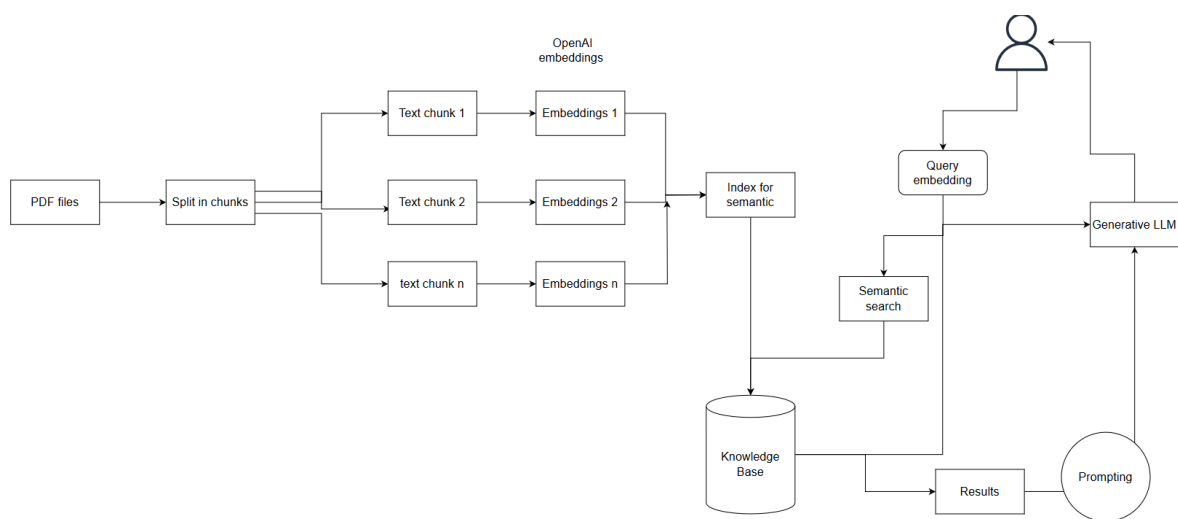 OpenAI
embeddings
Text chunk 1
Embeddings 1
Query
embedding
PDF files
Split in chunks
Text chunk 2
Embeddings 2
Index for
semantic
Generative LLM
text chunk n
Embeddings n
Semantic
search
Knowledge
Base
Results
Prompting